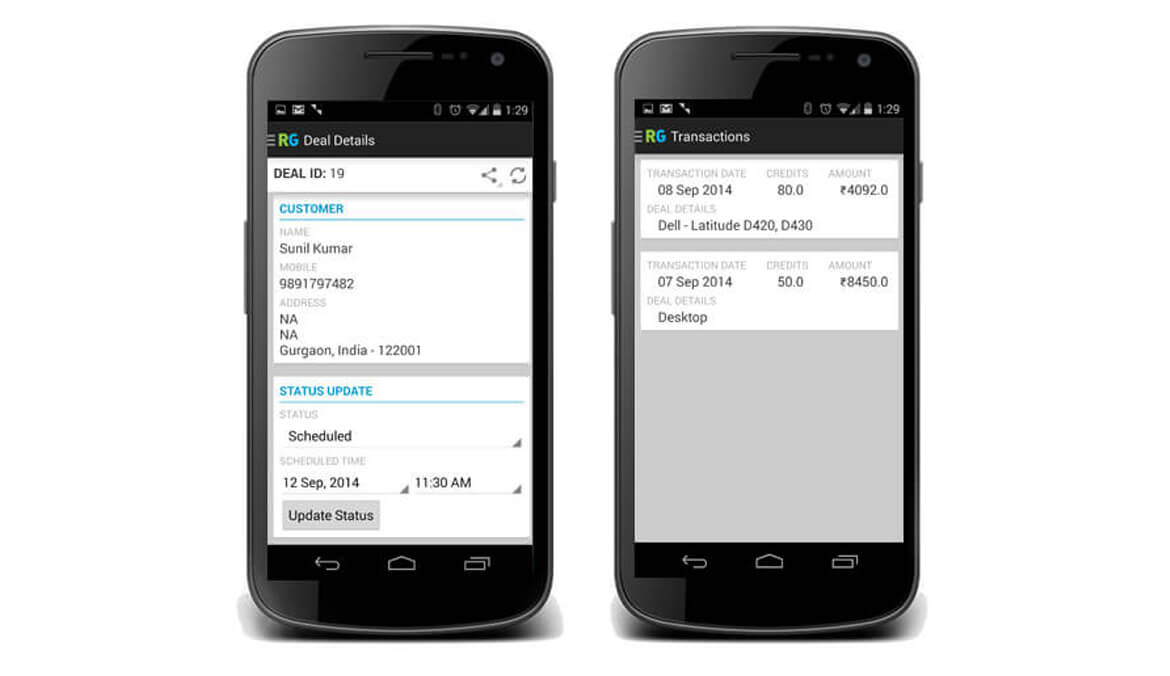 1:29
RG Deal Details
DEAL ID: 19
CUSTOMER
NAME
Sunil Kumar
MOBILE
9891797482
ADDRESS
NA
NA
Gurgaon, India - 122001
STATUS UPDATE
STATUS
Scheduled
SCHEDULED TIME
12 Sep, 2014 11:30 AM
Update Status
1:29
RG Transactions
TRANSACTION DATE CREDITS AMOUNT
08 Sep 2014 80.0 ₹4092.0
DEAL DETAILS
Dell - Latitude D420, D430
TRANSACTION DATE CREDITS AMOUNT
07 Sep 2014 50.0 ₹8450.0
DEAL DETAILS
Desktop